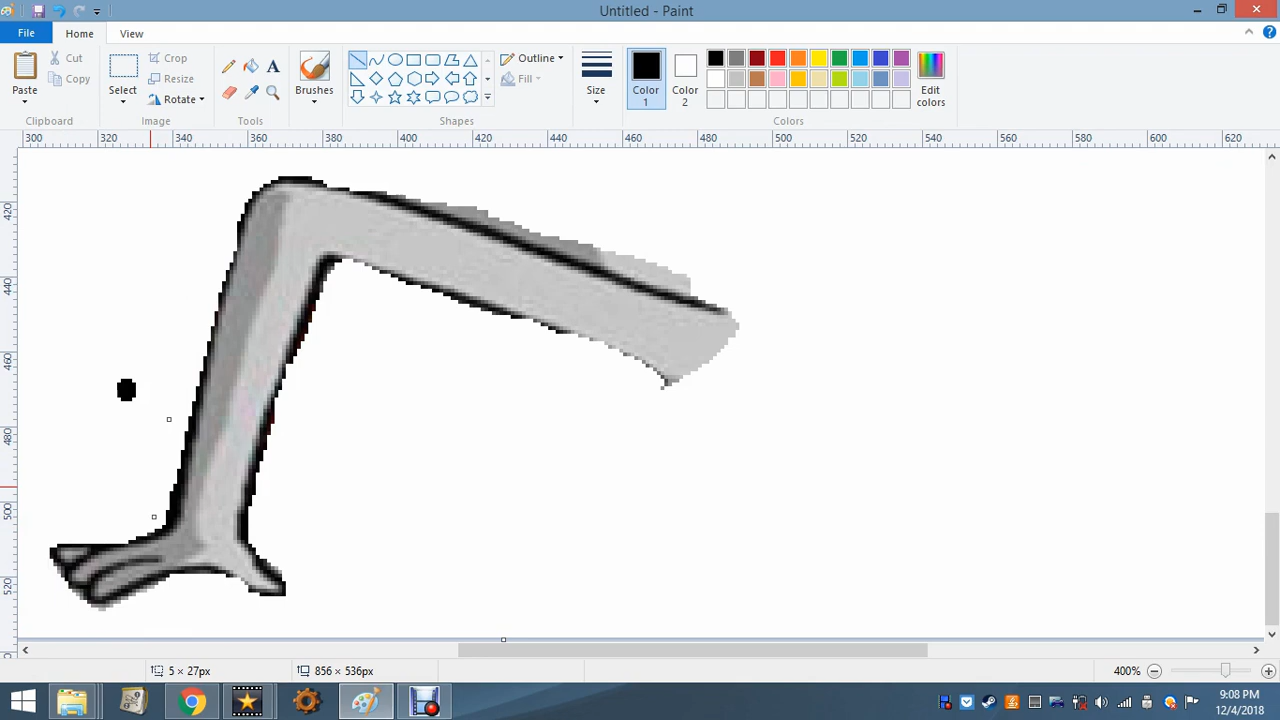 Untitled - Paint
File Home View
Paste Cut Copy
Clipboard
Select Crop Resize Rotate
Image
A
Tools
Brushes
Outline Fill
Shapes
Size
Color 1
Color 2
Edit colors
Colors
300 320 340 360 380 400 420 440 460 480 500 520 540 560 580 600 620
420
440
460
480
500
520
5 × 27px 856 × 536px 400%
9:08 PM
12/4/2018